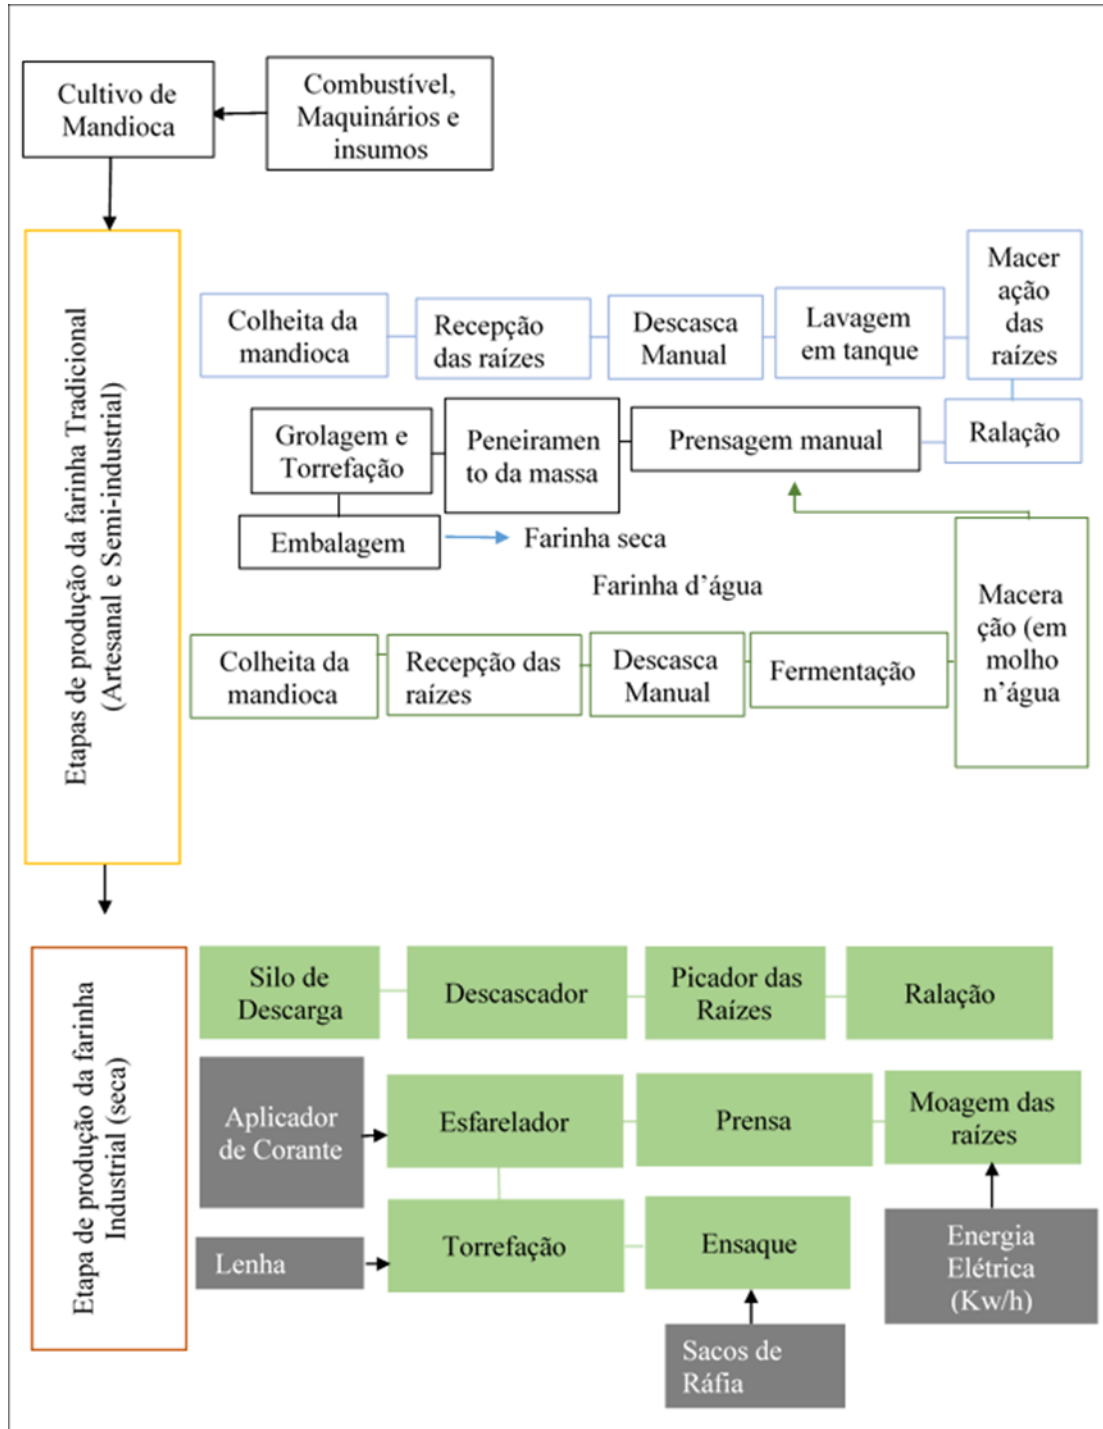 Cultivo de
Mandioca
Combustível,
Maquinários e
insumos
Etapas de produção da farinha Tradicional
(Artesanal e Semi-industrial)
Colheita da
mandioca
Recepção
das raízes
Descasca
Manual
Lavagem
em tanque
Macer
ação
das
raízes
Grolagem e
Torrefação
Peneiramen
to da massa
Prensagem manual
Ralação
Embalagem
Farinha seca
Farinha d’água
Colheita da
mandioca
Recepção das
raízes
Descasca
Manual
Fermentação
Macera
ção (em
molho
n’água
Etapa de produção da farinha
Industrial (seca)
Silo de
Descarga
Descascador
Picador das
Raízes
Ralação
Aplicador
de Corante
Esfarelador
Prensa
Moagem das
raízes
Lenha
Torrefação
Ensaque
Energia
Elétrica
(Kw/h)
Sacos de
Ráfia